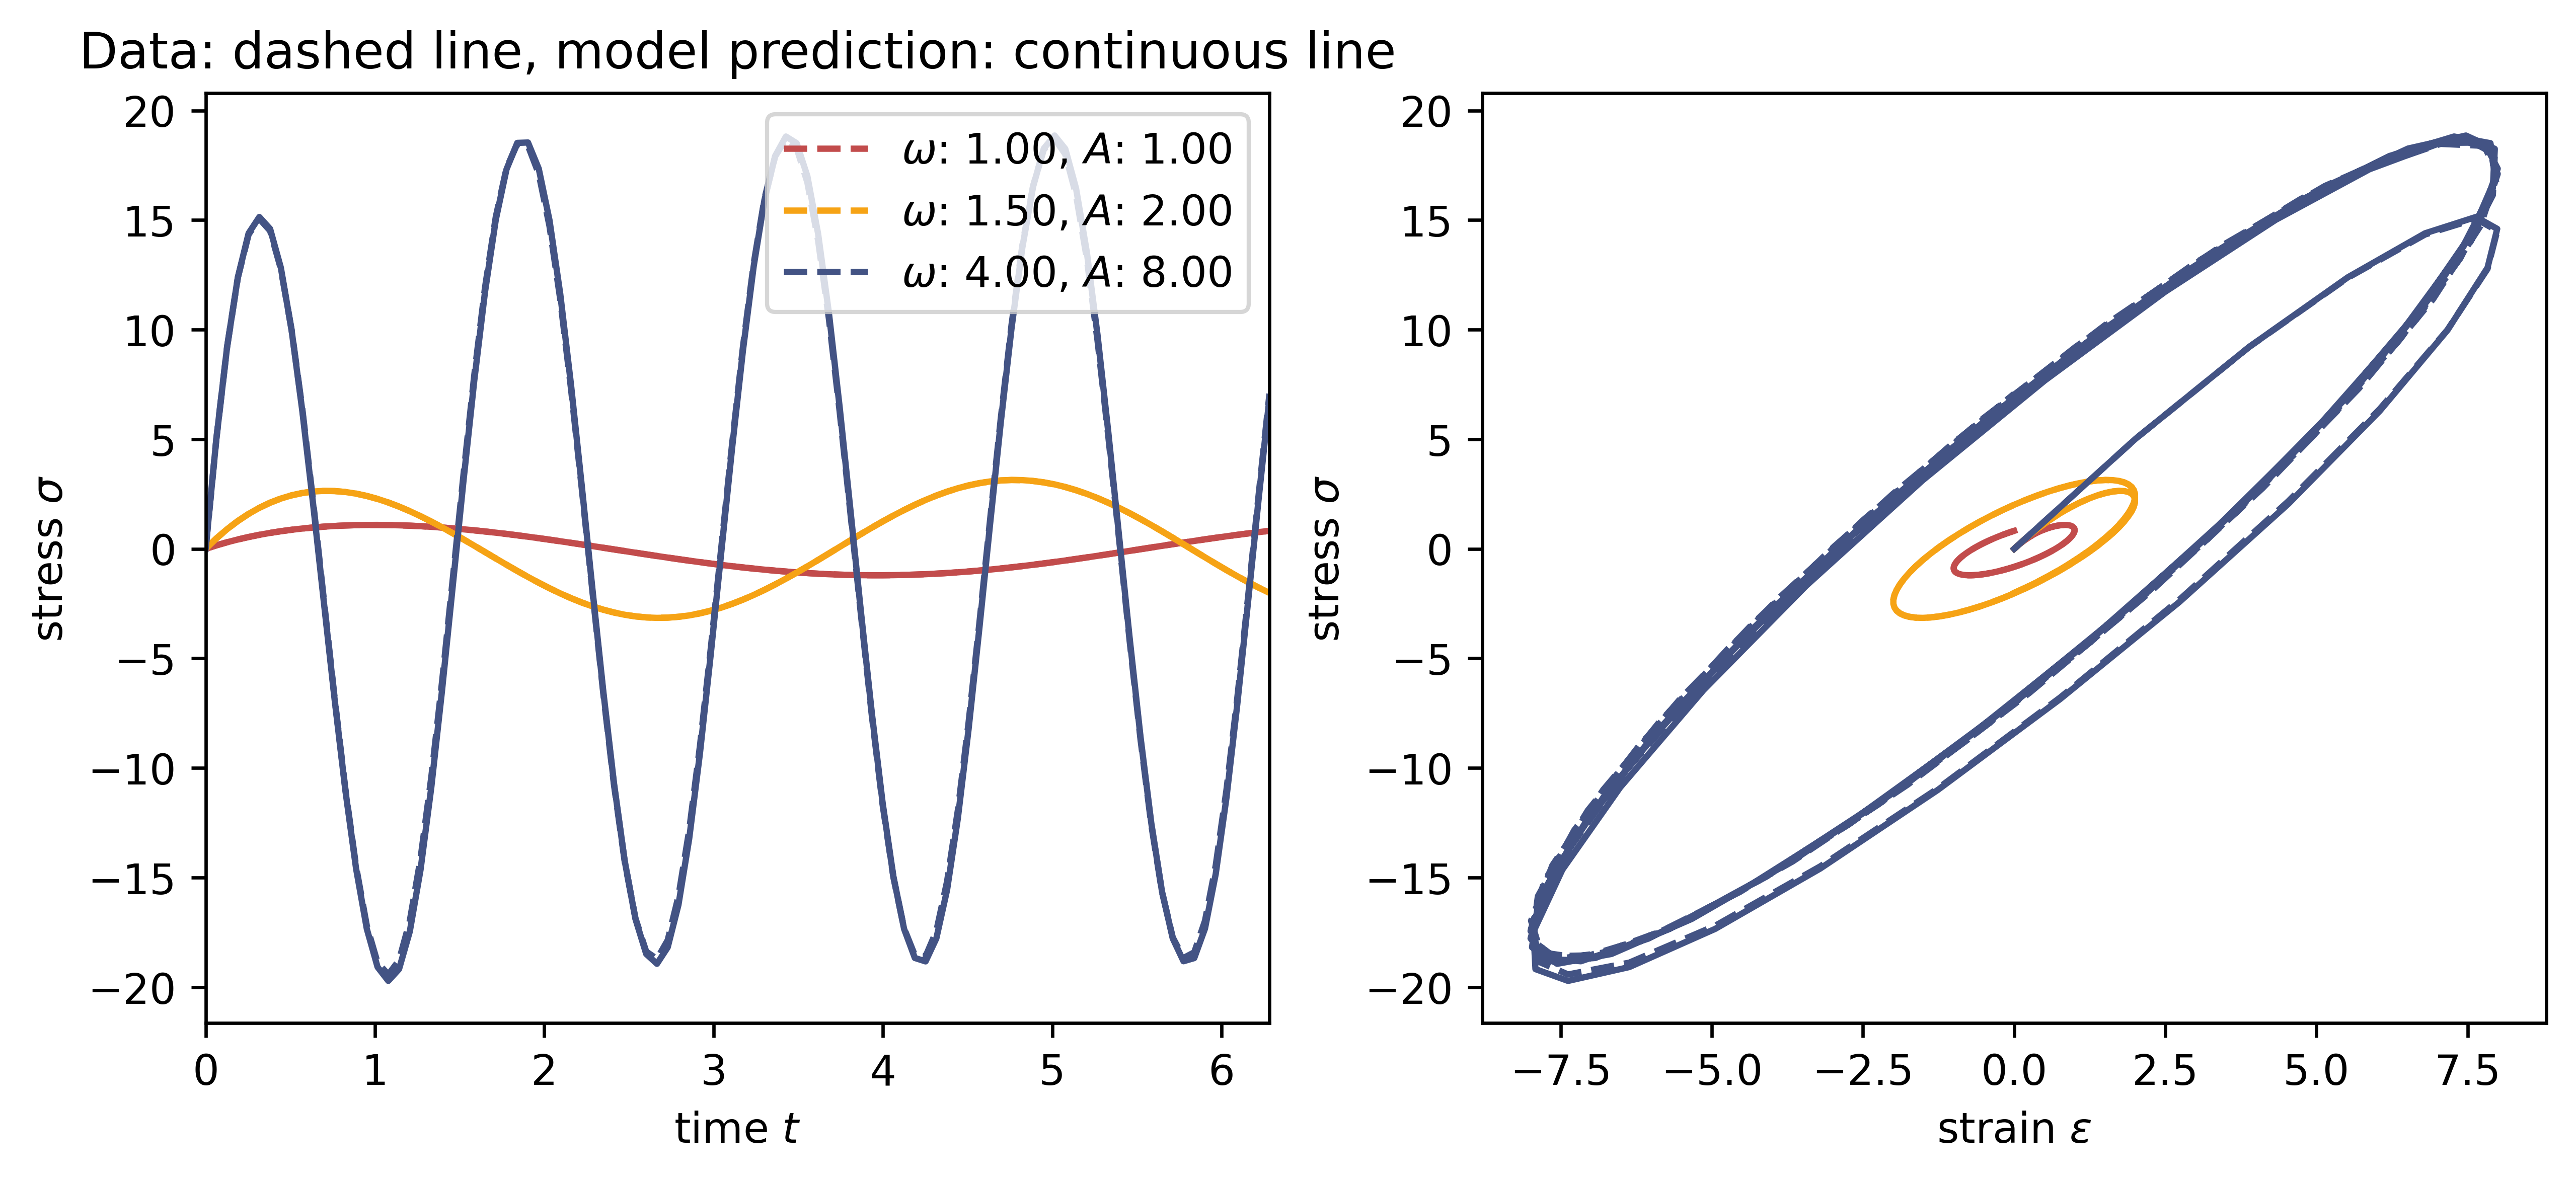 Data: dashed line, model prediction: continuous line
ω: 1.00, A: 1.00
ω: 1.50, A: 2.00
ω: 4.00, A: 8.00
stress σ
20
15
10
5
0
−5
−10
−15
−20
0 1 2 3 4 5 6
time t
stress σ
20
15
10
5
0
−5
−10
−15
−20
−7.5 −5.0 −2.5 0.0 2.5 5.0 7.5
strain ε